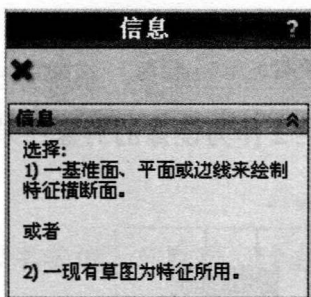 信息 ?
信息
选择:
1) 一基准面、平面或边线来绘制
特征横断面。
或者
2) 一现有草图为特征所用。